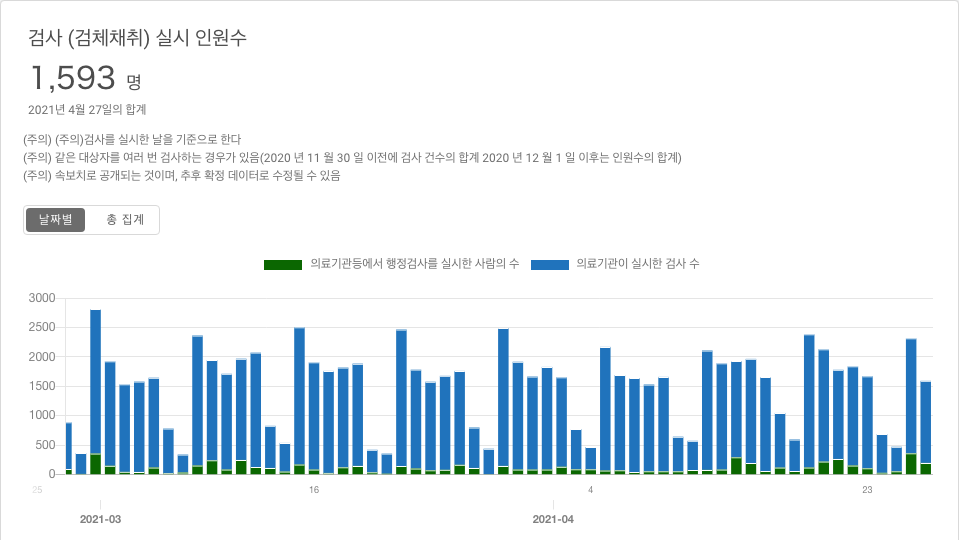 검사 (검체채취) 실시 인원수
1,593 명
2021년 4월 27일의 합계
(주의) (주의)검사를 실시한 날을 기준으로 한다
(주의) 같은 대상자를 여러 번 검사하는 경우가 있음(2020 년 11 월 30 일 이전에 검사 건수의 합계 2020 년 12 월 1 일 이후는 인원수의 합계)
(주의) 속보치로 공개되는 것이며, 추후 확정 데이터로 수정될 수 있음
날짜별 총 집계
의료기관등에서 행정검사를 실시한 사람의 수 의료기관이 실시한 검사 수
3000
2500
2000
1500
1000
500
0
25 16 4 23
2021-03 2021-04